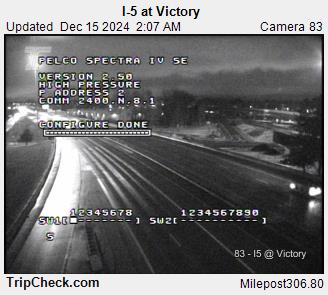 I-5 at Victory
Updated Dec 15 2024 2:07 AM Camera 83
PELCO SPECTRA IV SE
VERSION 2.50
HIGH PRESSURE
P ADDRESS 2
COMM 2400.N.8.1
CONFIGURE DONE
12345678 1234567890
SW1[ ------- ] SW2[ ---------- ]
S
83 - I5 @ Victory
TripCheck.com Milepost306.80